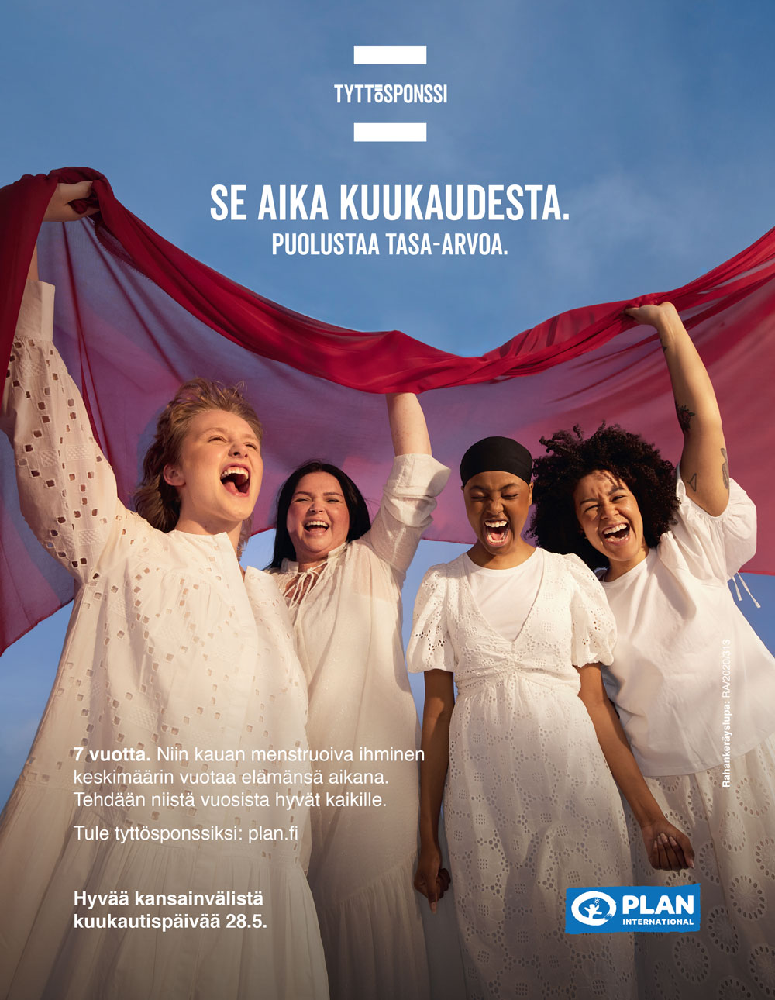 TYTTÖSPONSSI
SE AIKA KUUKAUDESTA.
PUOLUSTAA TASA-ARVOA.
Rahankeräyslupa: RA/2020/313
7 vuotta. Niin kauan menstruoiva ihminen
keskimäärin vuotaa elämänsä aikana.
Tehdään niistä vuosista hyvät kaikille.
Tule tyttösponssiksi: plan.fi
Hyvää kansainvälistä
kuukautispäivää 28.5.
PLAN
INTERNATIONAL